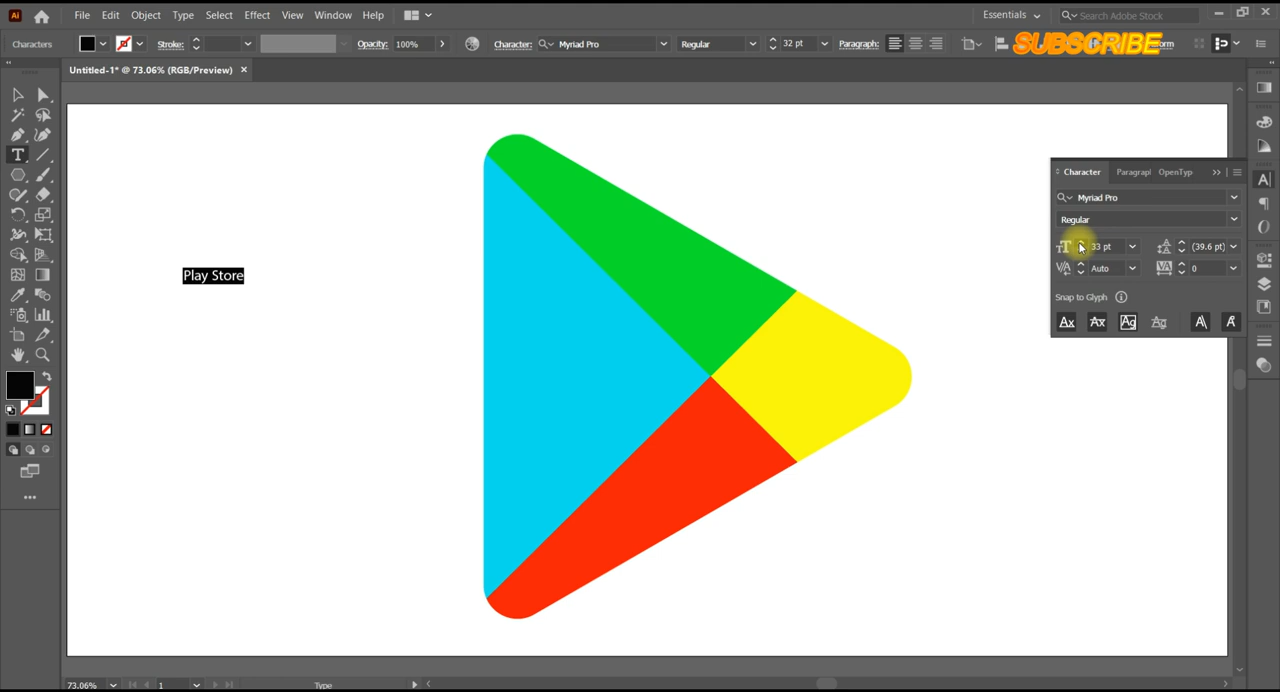 Ai File Edit Object Type Select Effect View Window Help Essentials Search Adobe Stock
Characters Stroke: Opacity: 100% Character: Myriad Pro Regular 32 pt Paragraph: SUBSCRIBE
Untitled-1* @ 73.06% (RGB/Preview) ×
Character Paragrapl OpenTyp
Myriad Pro
Regular
33 pt (39.6 pt)
Auto 0
Snap to Glyph
Play Store
73.06% 1 Type